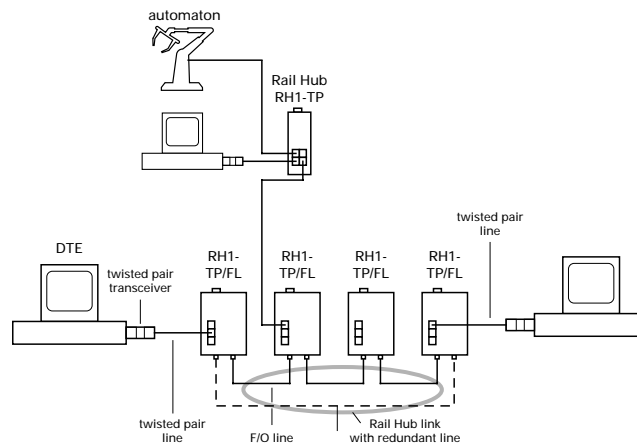 automaton
Rail Hub
RH1-TP
DTE
twisted pair
transceiver
RH1-
TP/FL
RH1-
TP/FL
RH1-
TP/FL
RH1-
TP/FL
twisted pair
line
twisted pair
line
F/O line
Rail Hub link
with redundant line